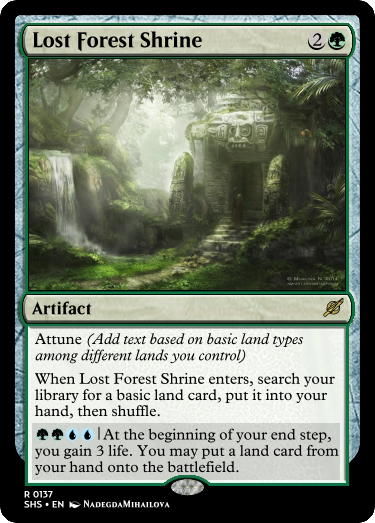 Lost Forest Shrine 2
Artifact
Attune (Add text based on basic land types
among different lands you control)
When Lost Forest Shrine enters, search your
library for a basic land card, put it into your
hand, then shuffle.
| At the beginning of your end step,
you gain 3 life. You may put a land card from
your hand onto the battlefield.
R 0137
SHS • EN NadegdaMihailova